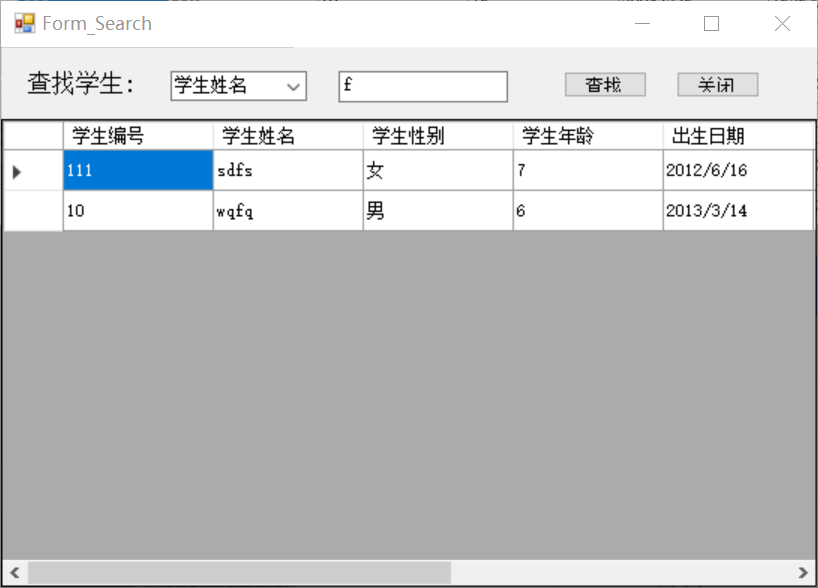 Form_Search
查找学生： 学生姓名 f 查找 关闭
学生编号 学生姓名 学生性别 学生年龄 出生日期
111 sdfs 女 7 2012/6/16
10 wqfq 男 6 2013/3/14